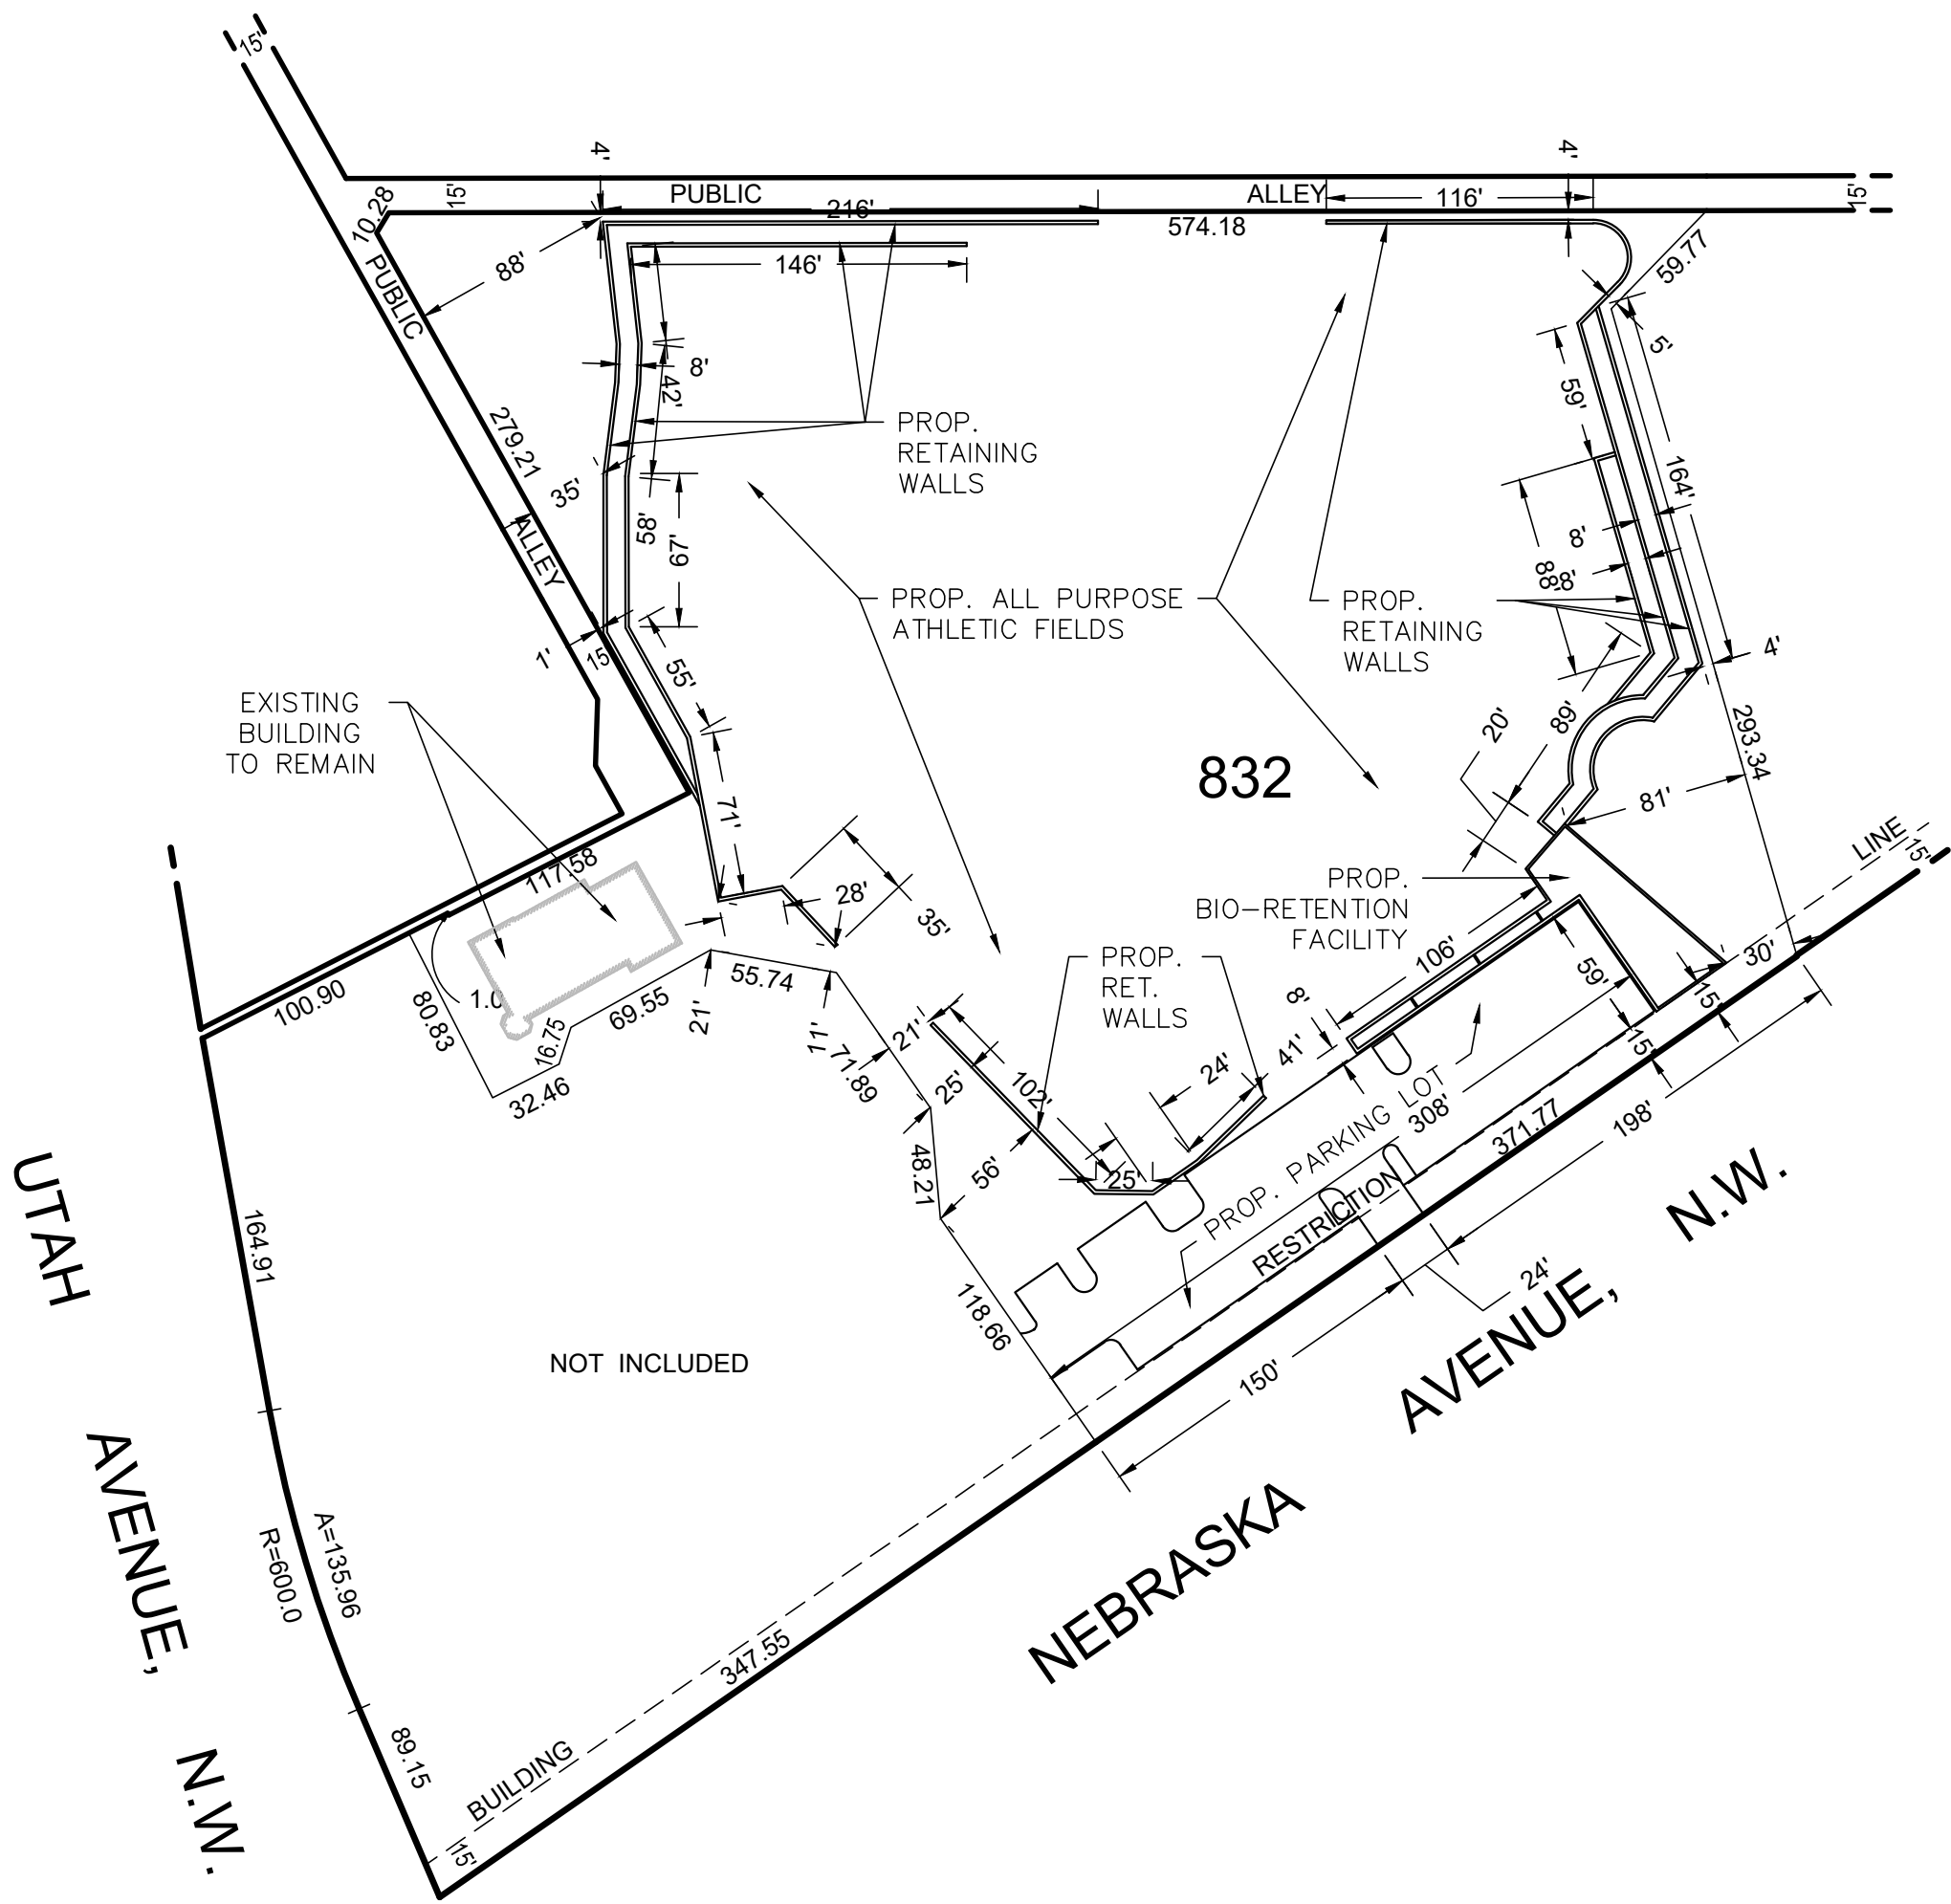 15'
4'
4'
10.28
15'
PUBLIC
ALLEY
116'
15'
216'
574.18
88'
146'
59.77
PUBLIC
5'
8'
42'
59'
PROP.
RETAINING
WALLS
279.21
35'
164'
58'
67'
8'
ALLEY
88'
8'
PROP. ALL PURPOSE
ATHLETIC FIELDS
PROP.
RETAINING
WALLS
1'
15
55'
4'
EXISTING
BUILDING
TO REMAIN
20'
89'
293.34
832
71'
81'
LINE
15'
117.58
28'
35'
PROP.
BIO-RETENTION
FACILITY
106'
59'
30'
55.74
PROP.
RET.
WALLS
100.90
80.83
1.0
69.55
21'
8'
15'
16.75
11'
71.89
21'
41'
15'
32.46
25'
102'
24'
PROP. PARKING LOT
308'
371.77
198'
48.21
56'
25'
RESTRICTION
UTAH
AVENUE,
N.W.
164.91
118.66
24'
N.W.
NOT INCLUDED
150'
AVENUE,
NEBRASKA
A=135.96
R=600.0
347.55
89.15
BUILDING
15'